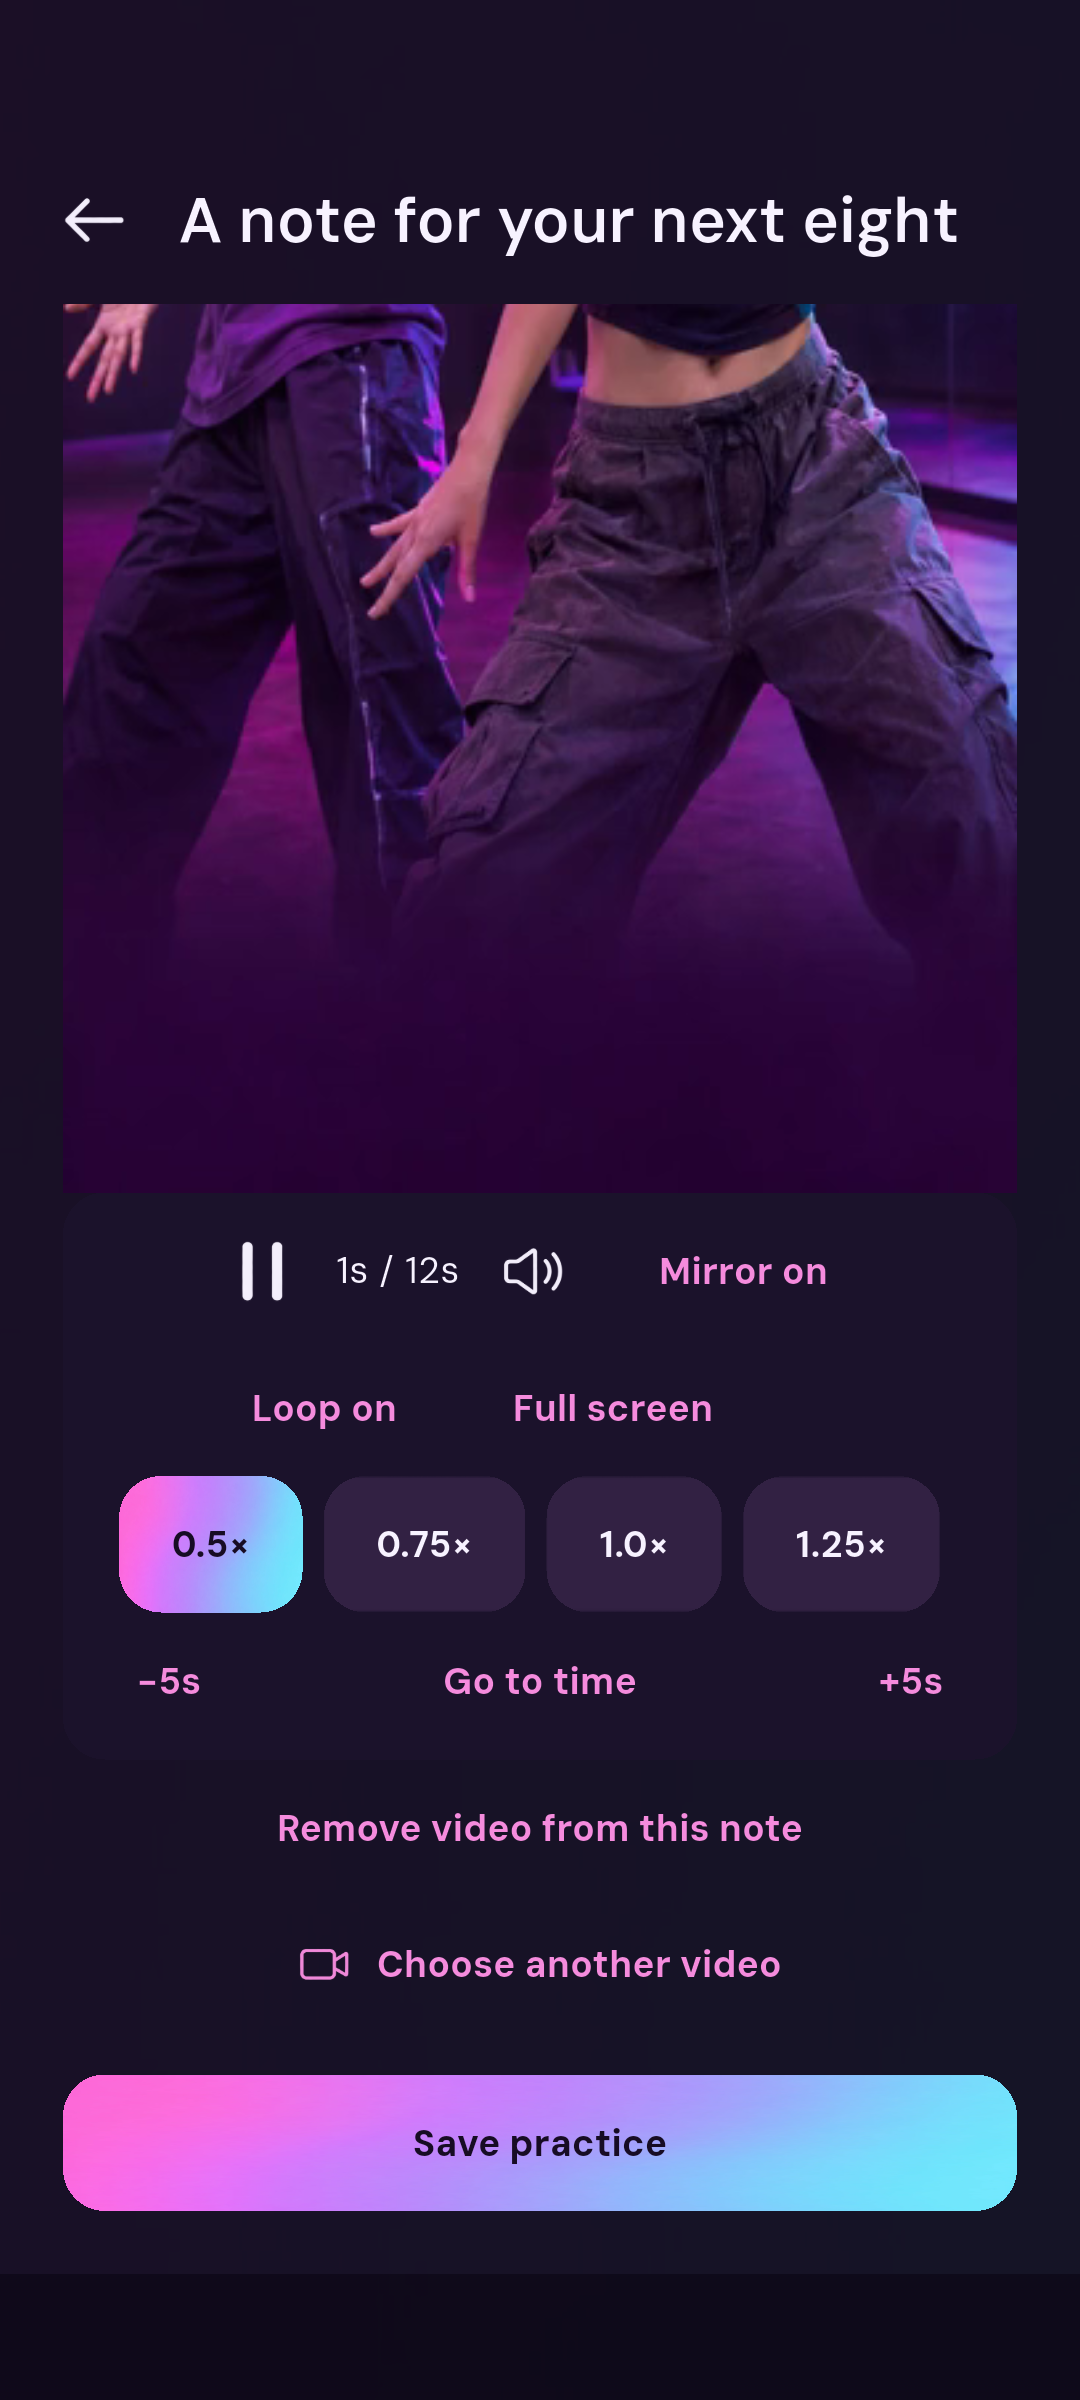 A note for your next eight
1s / 12s
Mirror on
Loop on
Full screen
0.5×
0.75×
1.0×
1.25×
−5s
Go to time
+5s
Remove video from this note
Choose another video
Save practice